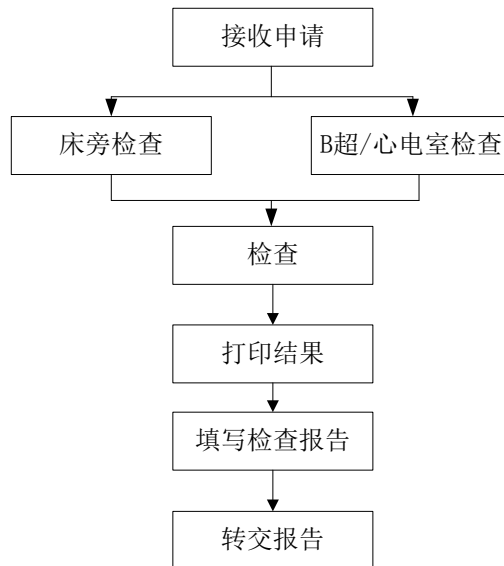 接收申请
床旁检查
B超/心电室检查
检查
打印结果
填写检查报告
转交报告